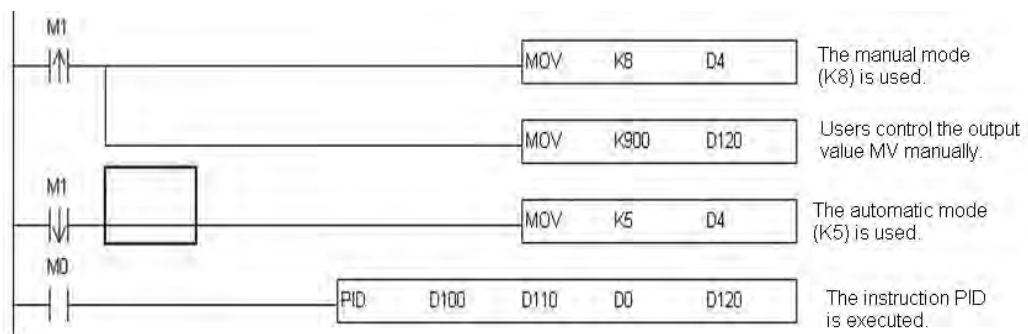 M1
MOV K8 D4
The manual mode
(K8) is used.
MOV K900 D120
Users control the output
value MV manually.
M1
MOV K5 D4
The automatic mode
(K5) is used.
M0
PID D100 D110 D0 D120
The instruction PID
is executed.